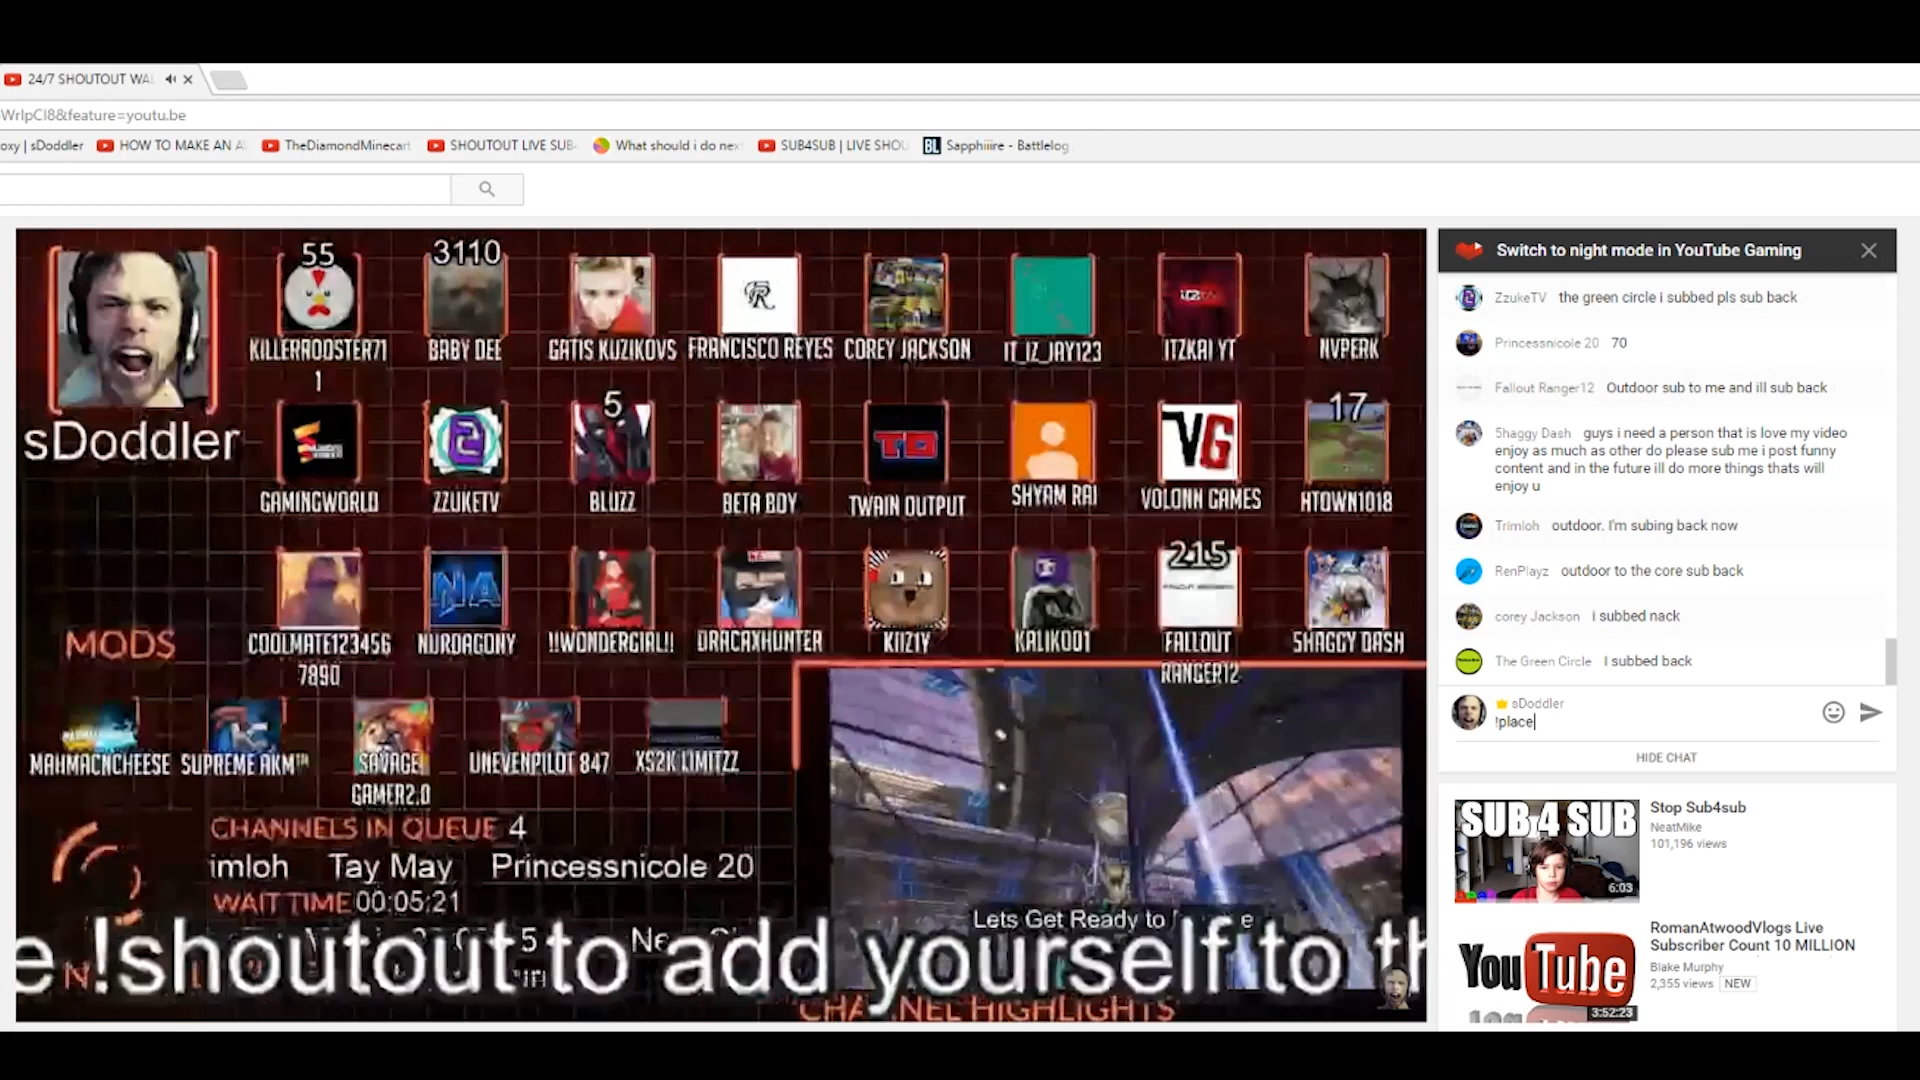 24/7 SHOUTOUT WA
WrIpCI8&feature=youtu.be
oxy | sDoddler
HOW TO MAKE AN A
TheDiamondMinecart
SHOUTOUT LIVE SUB
What should i do nex
SUB4SUB | LIVE SHOU
BL
Sapphiiire - Battlelog
55
3110
KILLERROOSTER71
1
BABY DEE
GATIS KUZIKOVS
FRANCISCO REYES
COREY JACKSON
IT_IZ_JAY123
ITZKAI YT
NVPERK
sDoddler
5
17
TO
VG
GAMINGWORLD
ZZUKETV
BLUZZ
BETA BOY
TWAIN OUTPUT
SHYAM RAI
VOLONN GAMES
HTOWN1018
NA
215
MODS
COOLMATE123456
7890
NURDAGONY
!!WONDERGIRL!!
DRACAXHUNTER
KIIZ1Y
KALIKO01
FALLOUT
RANGER12
SHAGGY DASH
MAHMACNCHEESE
SUPREME AKM™
SAVAGE
GAMER2.0
UNEVENPILOT 847
XS2K LIMITZZ
CHANNELS IN QUEUE 4
imloh Tay May Princessnicole 20
WAIT TIME 00:05:21
Lets Get Ready to
e !shoutout to add yourself to th
CHANNEL HIGHLIGHTS
Switch to night mode in YouTube Gaming
ZzukeTV the green circle i subbed pls sub back
Princessnicole 20 70
Fallout Ranger12 Outdoor sub to me and ill sub back
Shaggy Dash guys i need a person that is love my video
enjoy as much as other do please sub me i post funny
content and in the future ill do more things thats will
enjoy u
Trimloh outdoor. I'm subing back now
RenPlayz outdoor to the core sub back
corey Jackson i subbed nack
The Green Circle I subbed back
sDoddler
!place
HIDE CHAT
SUB 4 SUB
6:03
Stop Sub4sub
NeatMike
101,196 views
YouTube
3:52:23
RomanAtwoodVlogs Live
Subscriber Count 10 MILLION
Blake Murphy
2,355 views NEW